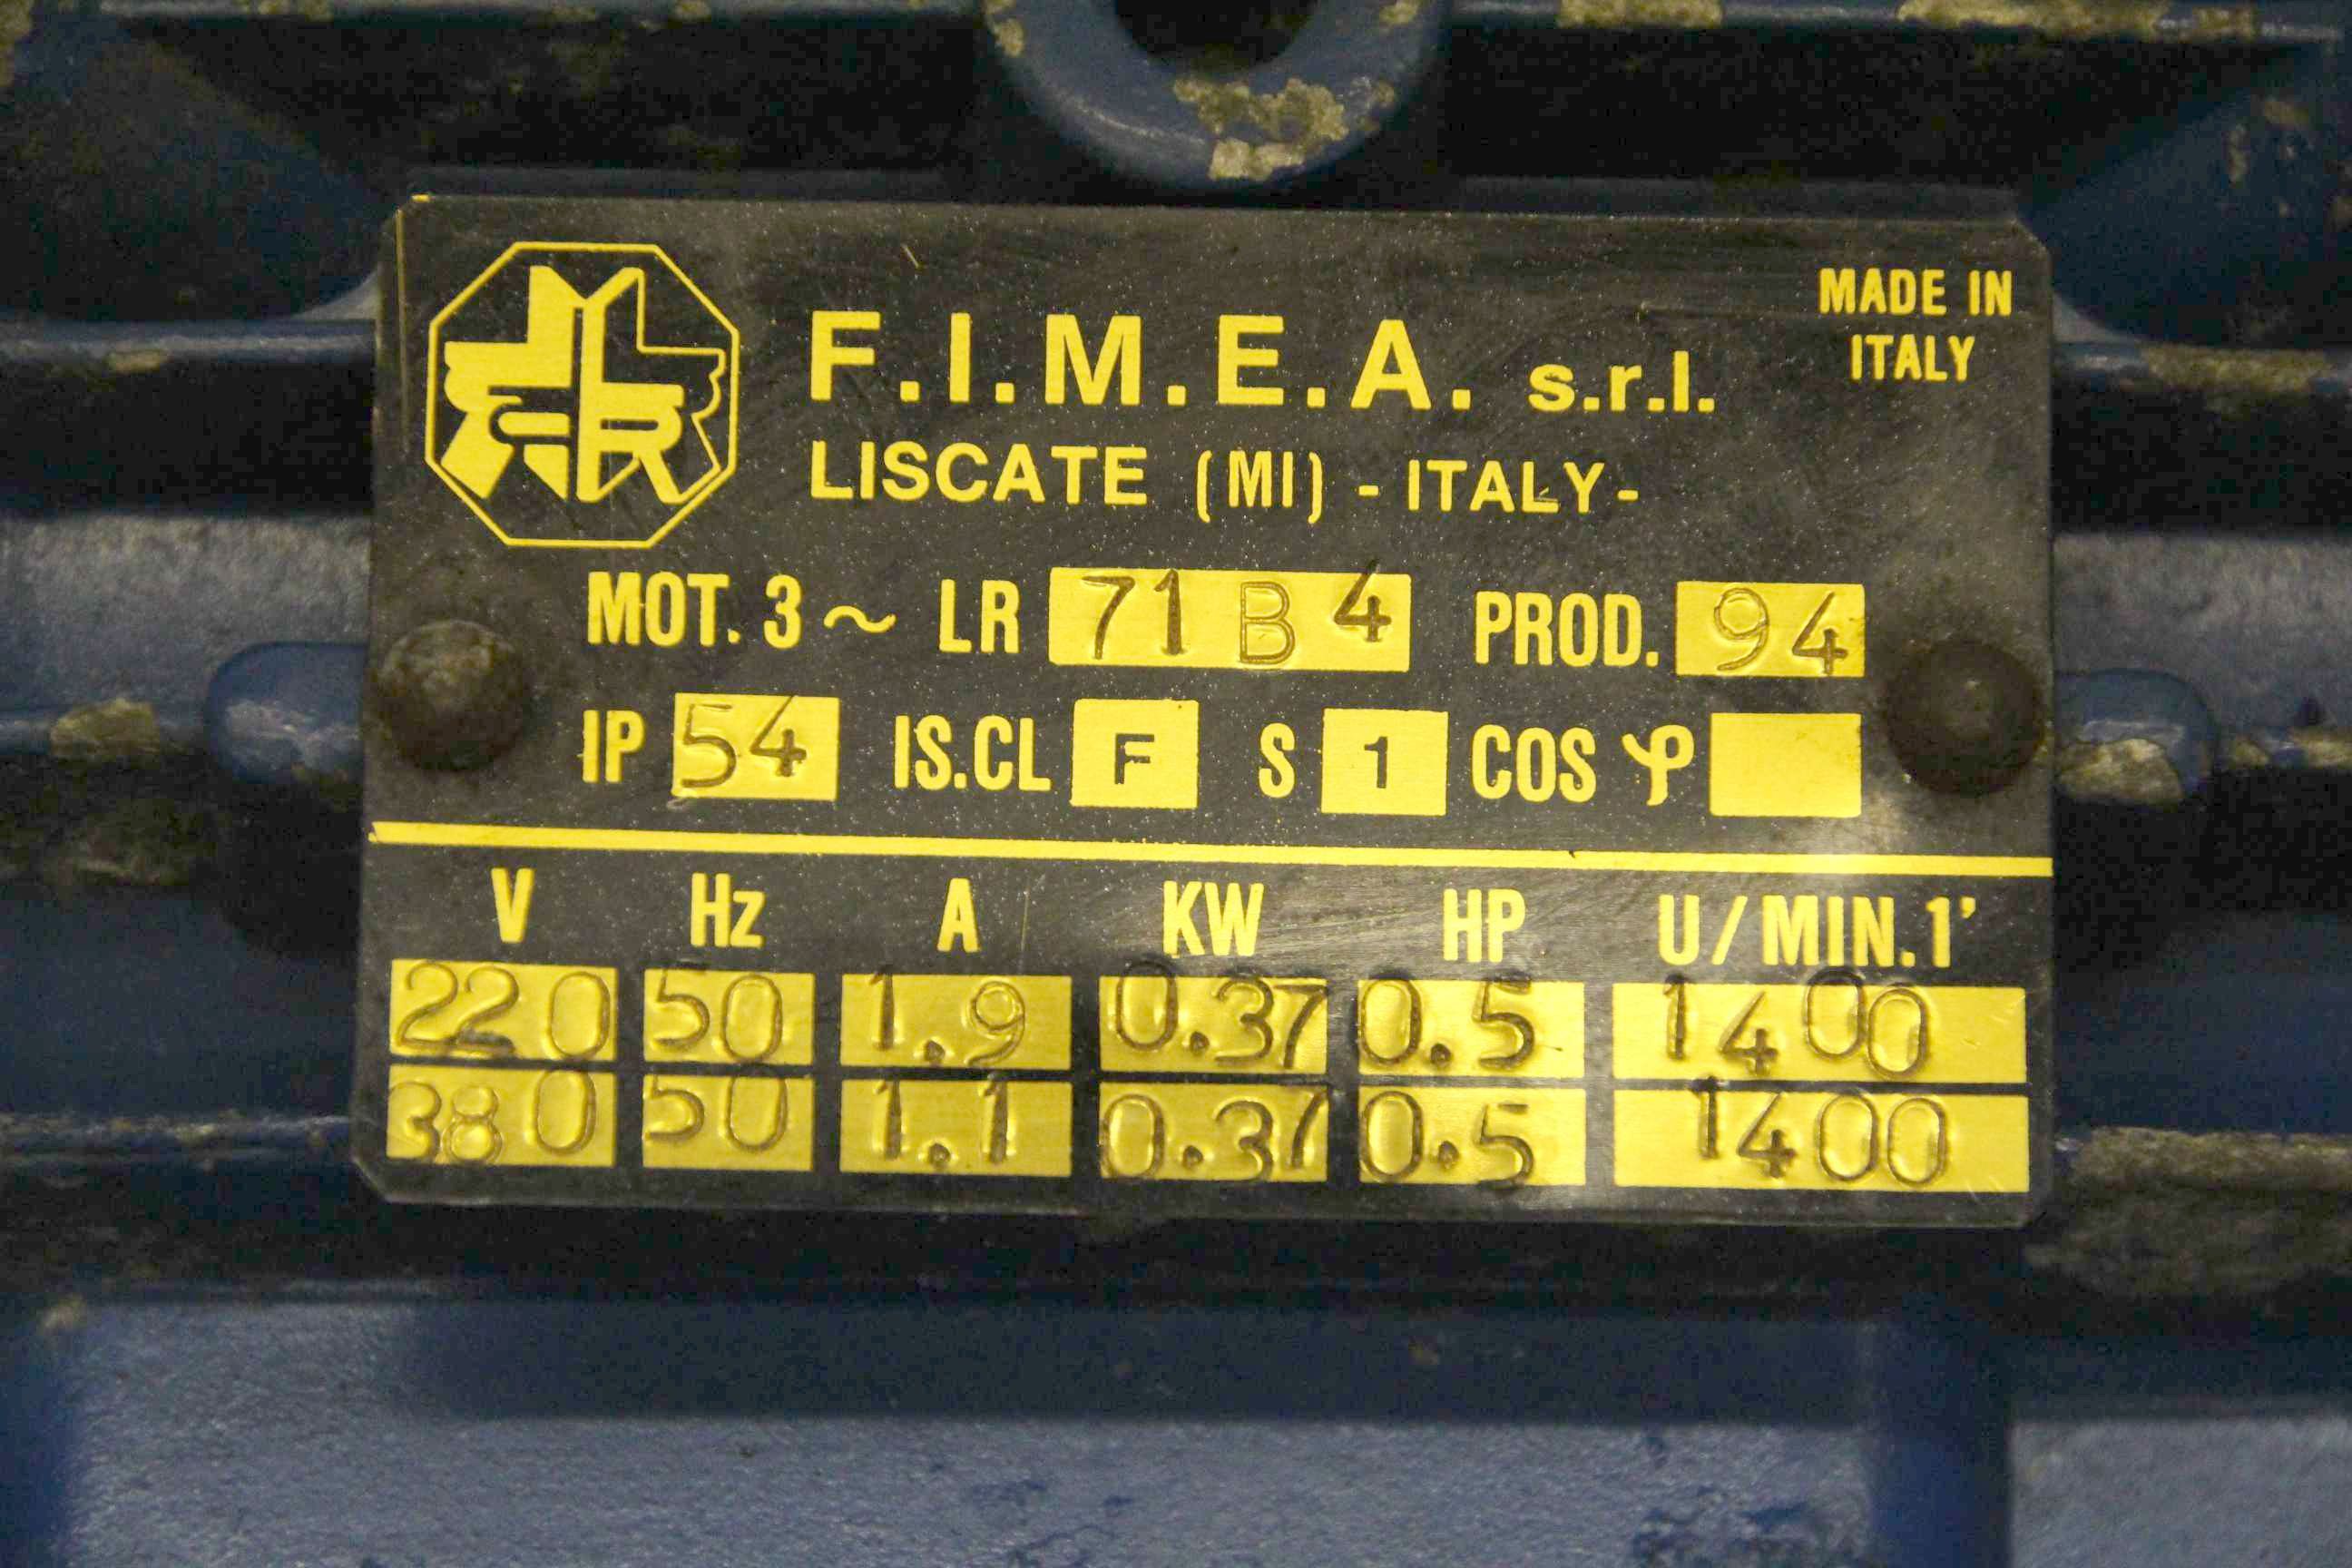 MADE IN
ITALY
F.I.M.E.A. s.r.l.
LISCATE (MI) - ITALY -
MOT. 3 ~ LR 71 B 4 PROD. 94
IP 54 IS.CL F S 1 COS φ
V Hz A KW HP U/MIN.1'
220 50 1.9 0.37 0.5 1400
380 50 1.1 0.37 0.5 1400